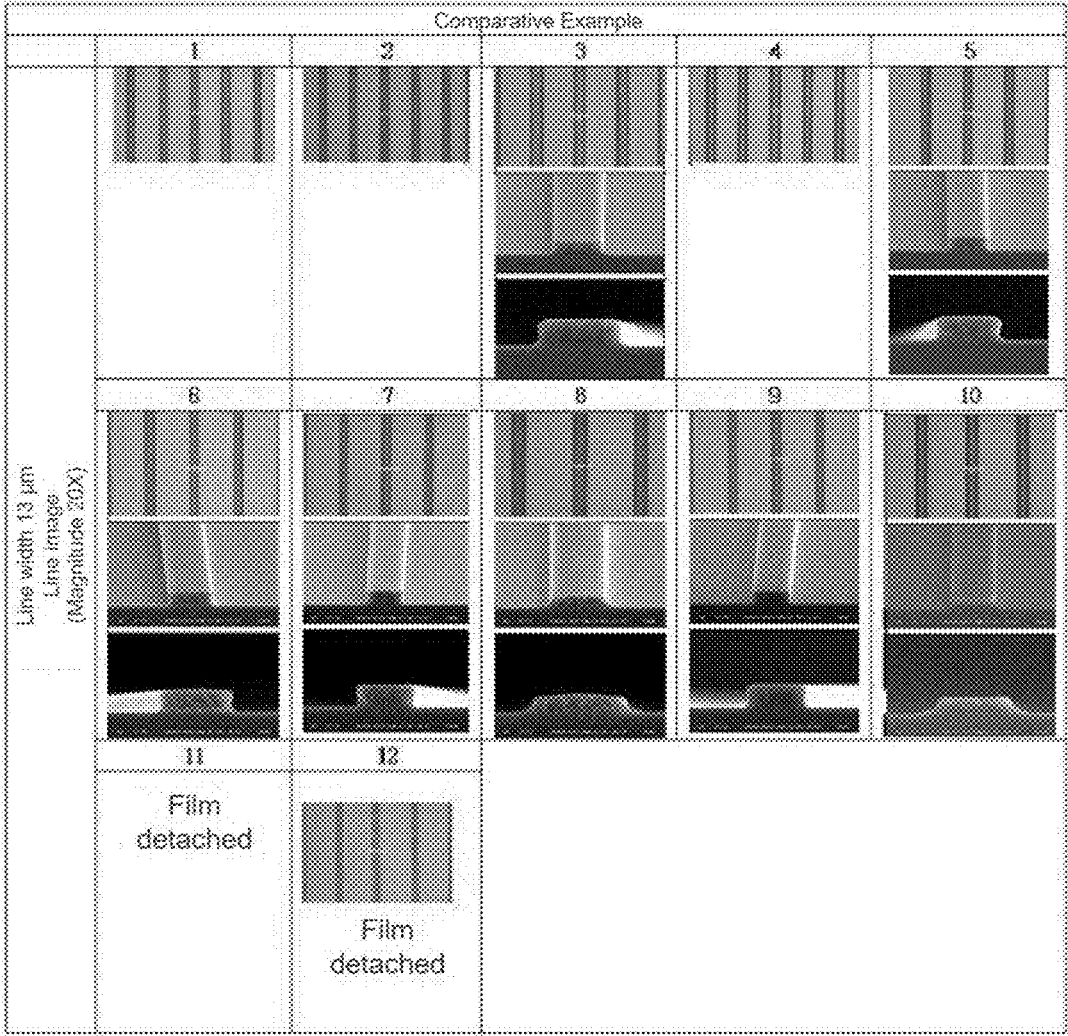 Comparative Example
1 2 3 4 5
Line width 13 μm
Line image
(Magnitude 20X)
6 7 8 9 10
11 12
Film
detached
Film
detached